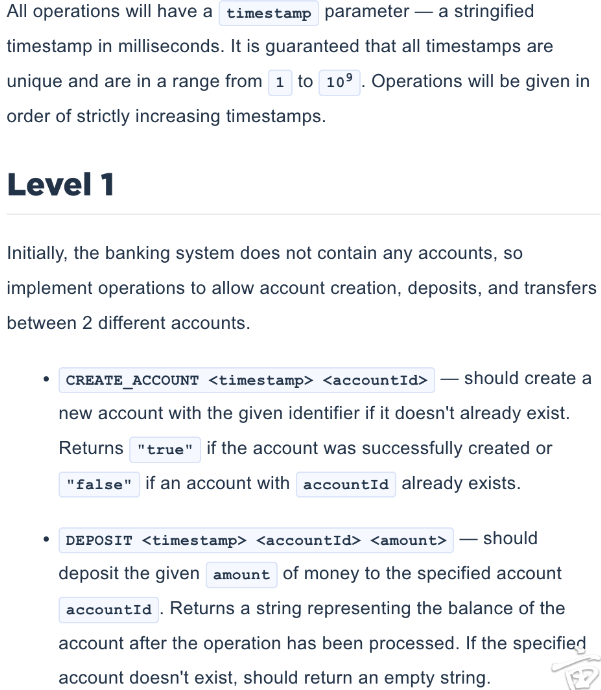 All operations will have a timestamp parameter — a stringified
timestamp in milliseconds. It is guaranteed that all timestamps are
unique and are in a range from 1 to 10⁹. Operations will be given in
order of strictly increasing timestamps.
Level 1
Initially, the banking system does not contain any accounts, so
implement operations to allow account creation, deposits, and transfers
between 2 different accounts.
• CREATE_ACCOUNT <timestamp> <accountId> — should create a
new account with the given identifier if it doesn't already exist.
Returns "true" if the account was successfully created or
"false" if an account with accountId already exists.
• DEPOSIT <timestamp> <accountId> <amount> — should
deposit the given amount of money to the specified account
accountId. Returns a string representing the balance of the
account after the operation has been processed. If the specified
account doesn't exist, should return an empty string.